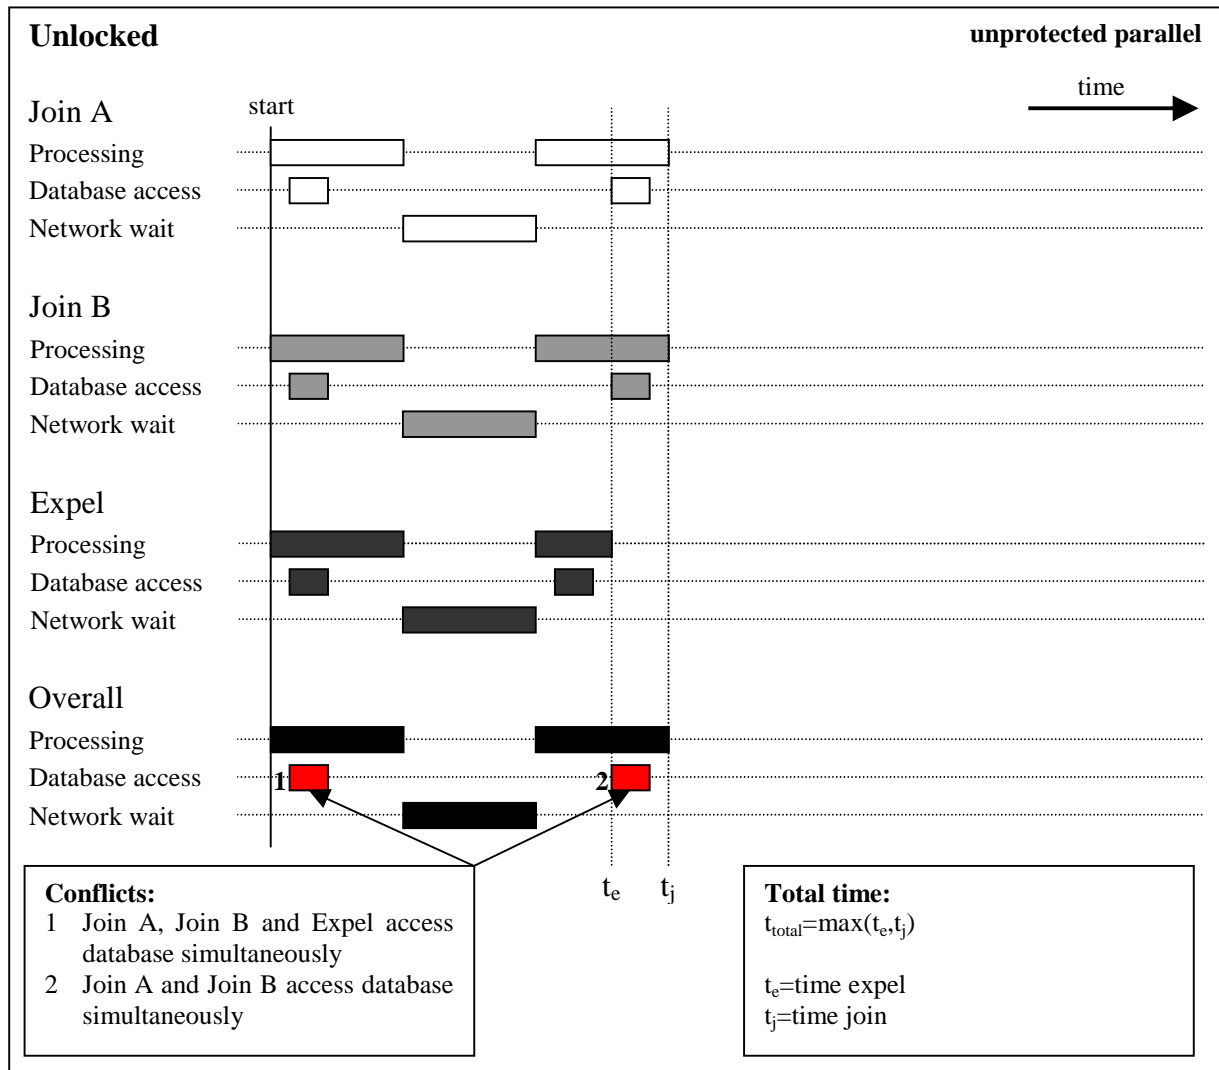 Unlocked
unprotected parallel
time
start
Join A
Processing
Database access
Network wait
Join B
Processing
Database access
Network wait
Expel
Processing
Database access
Network wait
Overall
Processing
Database access
1
2
Network wait
te
tj
Conflicts:
1 Join A, Join B and Expel access
database simultaneously
2 Join A and Join B access database
simultaneously
Total time:
ttotal=max(te,tj)
te=time expel
tj=time join